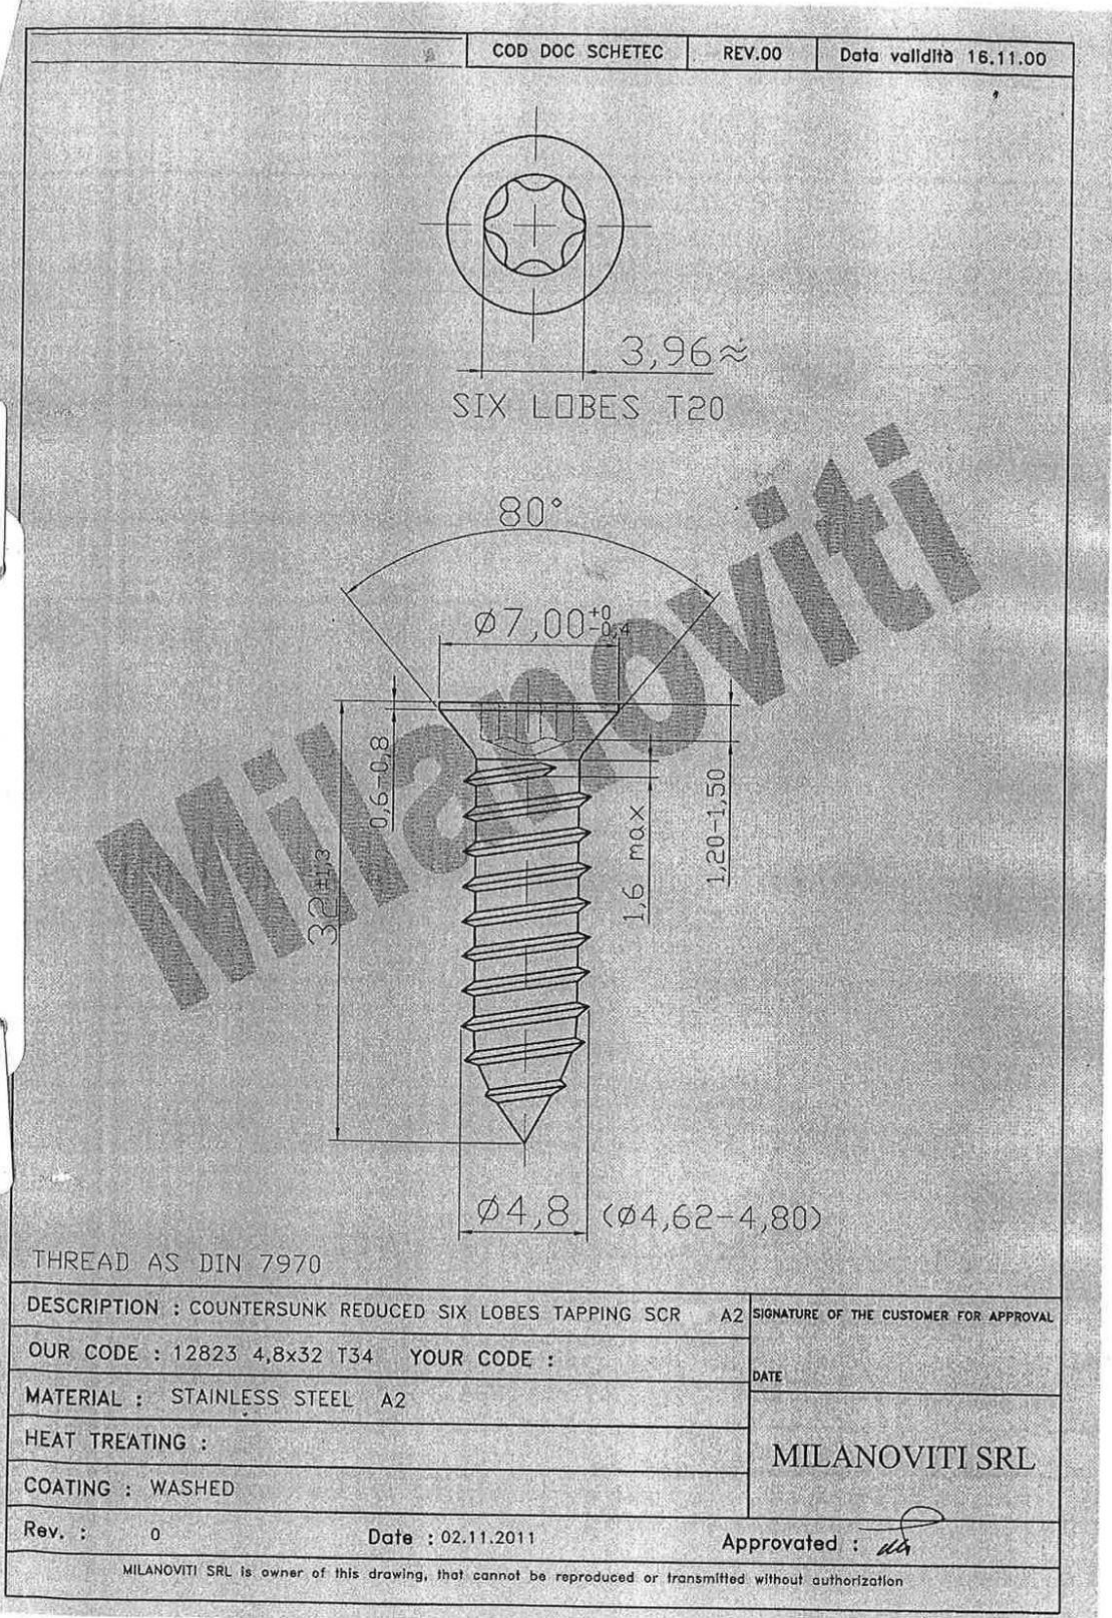 COD DOC SCHETEC REV.00 Data validità 16.11.00
3,96≈
SIX LOBES T20
80°
Ø7,00 +0 -0,4
0,6-0,8
32±1,3
1,6 max
1,20-1,50
Milanoviti
Ø4,8 (Ø4,62-4,80)
THREAD AS DIN 7970
DESCRIPTION : COUNTERSUNK REDUCED SIX LOBES TAPPING SCR A2
SIGNATURE OF THE CUSTOMER FOR APPROVAL
OUR CODE : 12823 4,8x32 T34 YOUR CODE :
DATE
MATERIAL : STAINLESS STEEL A2
HEAT TREATING :
MILANOVITI SRL
COATING : WASHED
Rev. : 0 Date : 02.11.2011 Approvated :
MILANOVITI SRL is owner of this drawing, that cannot be reproduced or transmitted without authorization